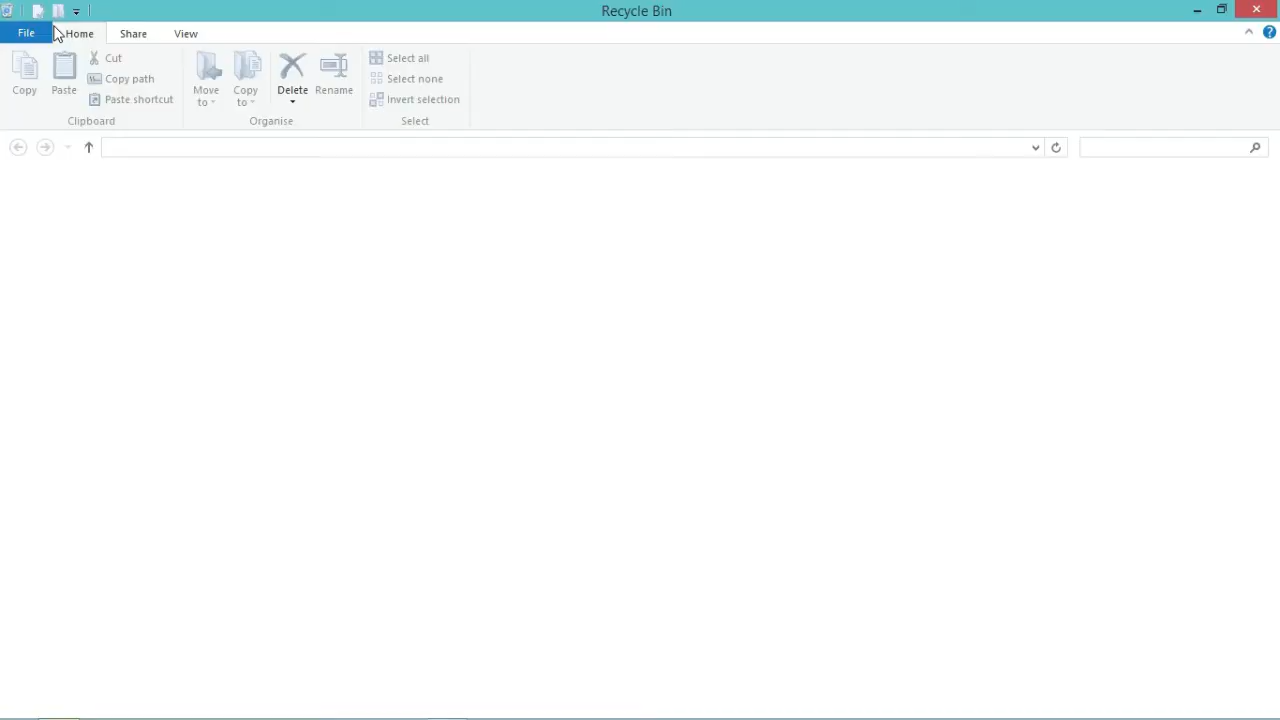 Recycle Bin
File Home Share View
Copy
Paste
Cut
Copy path
Paste shortcut
Clipboard
Move to
Copy to
Delete
Rename
Organise
Select all
Select none
Invert selection
Select